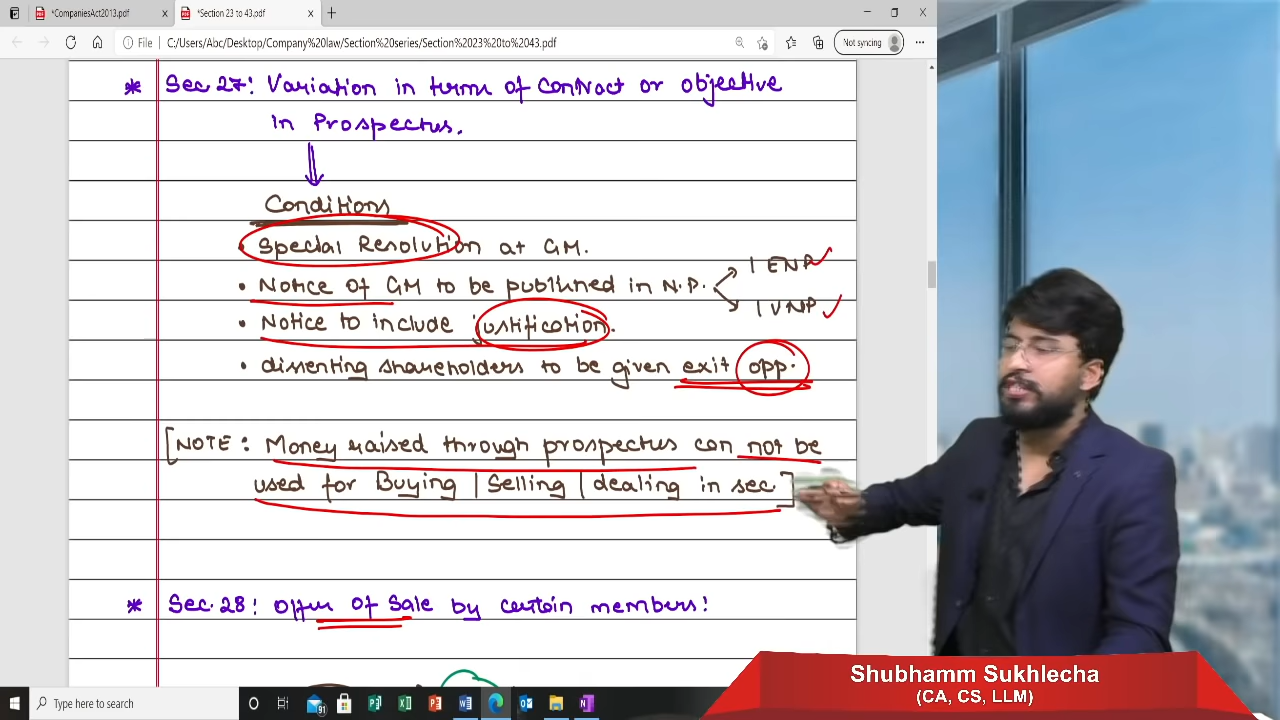 *CompaniesAct2013.pdf
*Section 23 to 43.pdf
File
C:/Users/Abc/Desktop/Company%20law/Section%20series/Section%2023%20to%2043.pdf
Not syncing
* Sec. 27: Variation in terms of Contract or objective
in Prospectus.
Conditions
• Special Resolution at GM.
• Notice of GM to be published in N.P.
1 ENP
1 VNP
• Notice to include justification.
• dissenting shareholders to be given exit opp.
[NOTE: Money raised through prospectus can not be
used for Buying | Selling | dealing in sec]
* Sec. 28: Offer of Sale by certain members!
Shubhamm Sukhlecha
(CA, CS, LLM)
Type here to search
91